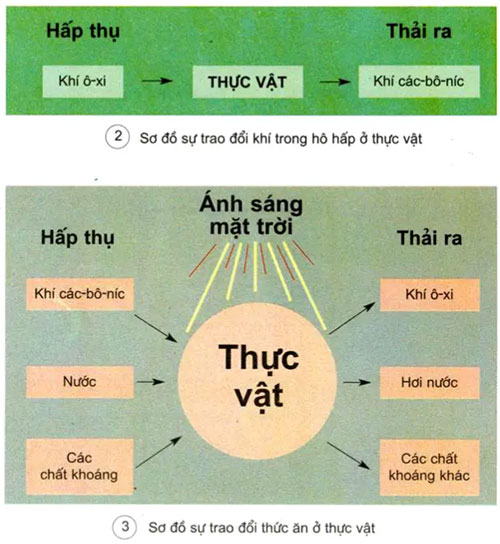 Hấp thụ
Thải ra
Khí ô-xi
THỰC VẬT
Khí các-bô-níc
2 Sơ đồ sự trao đổi khí trong hô hấp ở thực vật
Ánh sáng
mặt trời
Hấp thụ
Thải ra
Khí các-bô-níc
Khí ô-xi
Thực
vật
Nước
Hơi nước
Các
chất khoáng
Các chất
khoáng khác
3 Sơ đồ sự trao đổi thức ăn ở thực vật